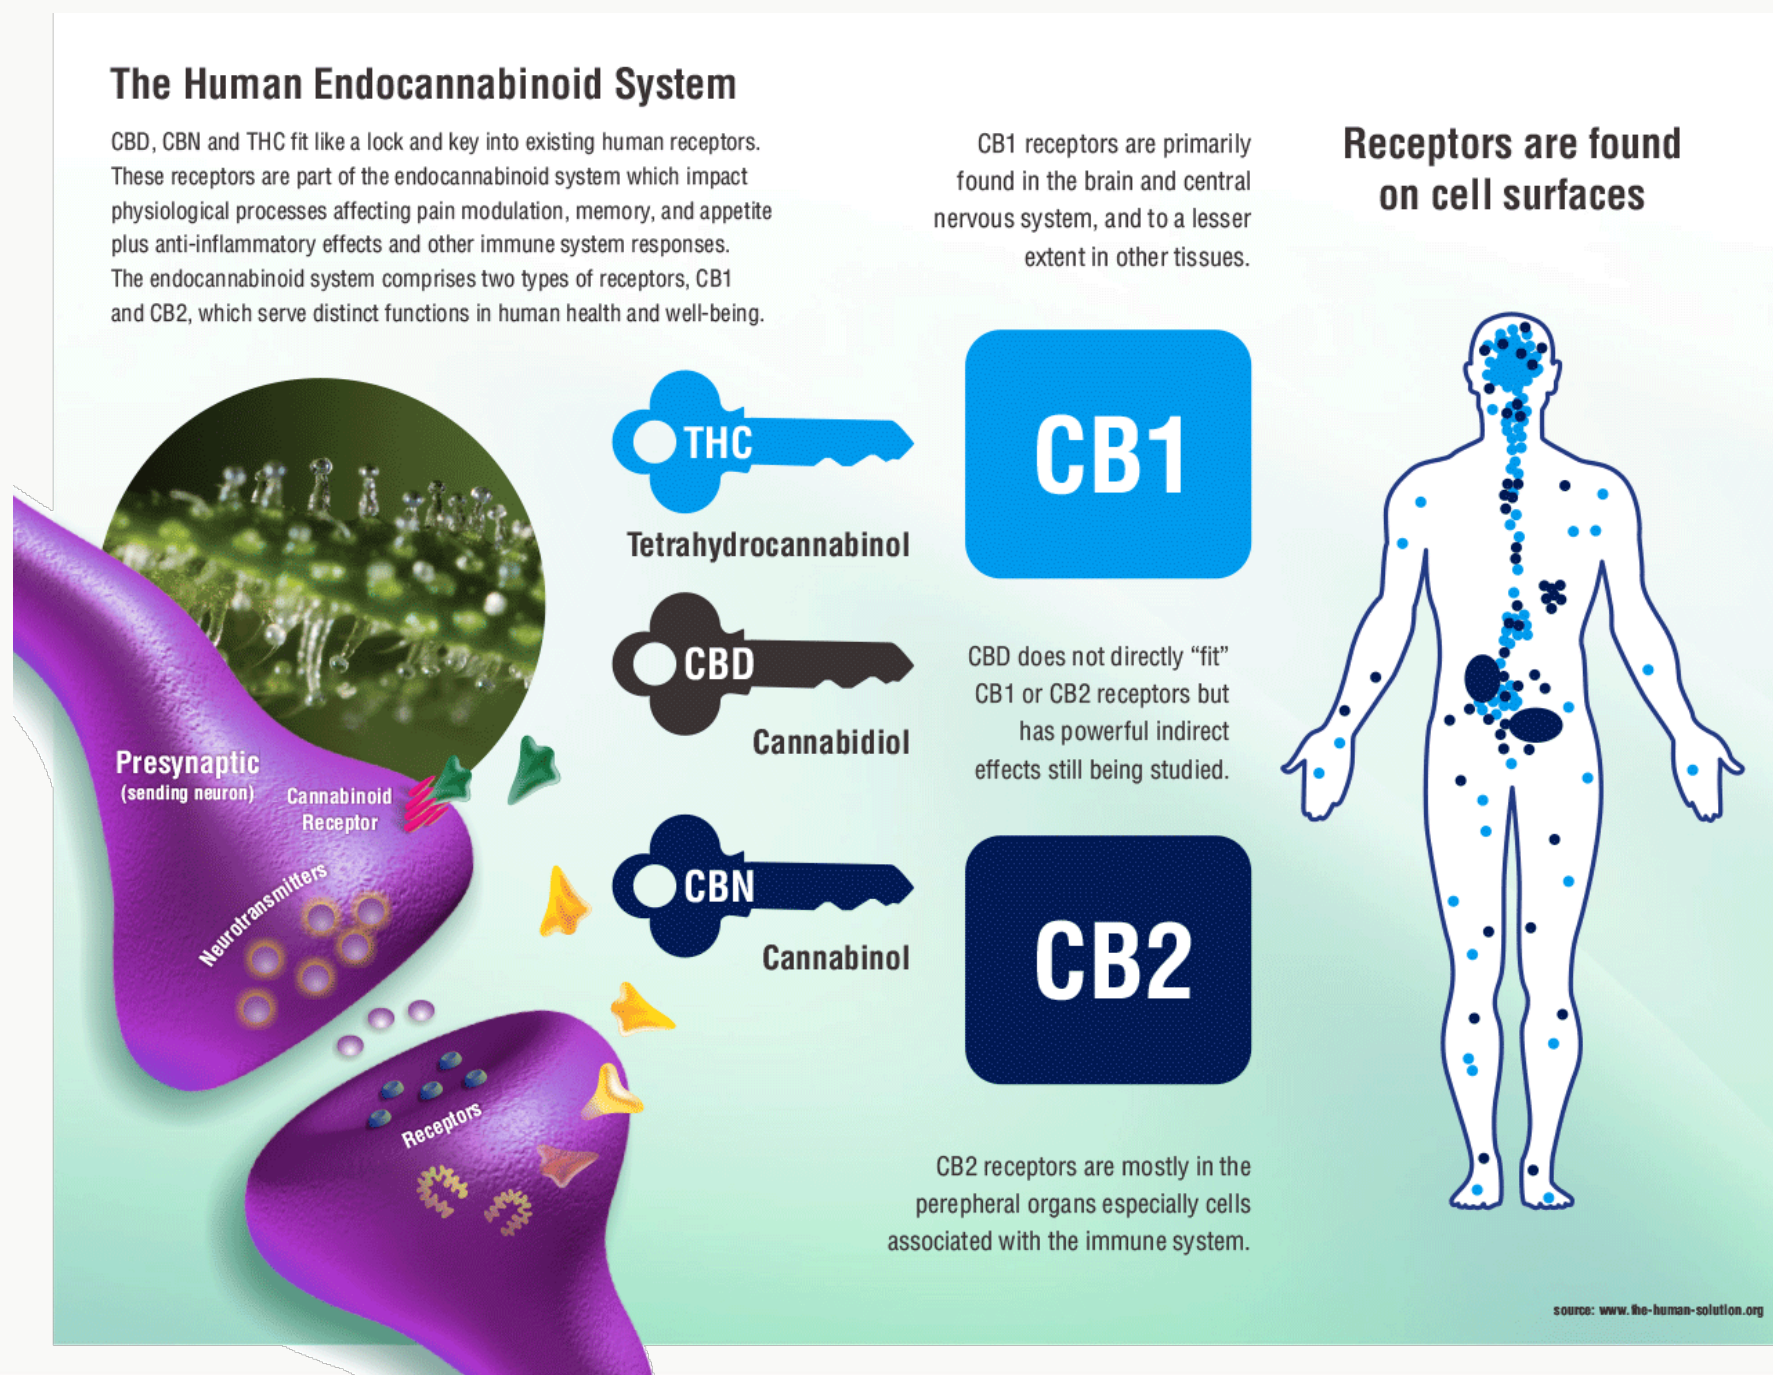 The Human Endocannabinoid System
CBD, CBN and THC fit like a lock and key into existing human receptors.
These receptors are part of the endocannabinoid system which impact
physiological processes affecting pain modulation, memory, and appetite
plus anti-inflammatory effects and other immune system responses.
The endocannabinoid system comprises two types of receptors, CB1
and CB2, which serve distinct functions in human health and well-being.
CB1 receptors are primarily
found in the brain and central
nervous system, and to a lesser
extent in other tissues.
Receptors are found
on cell surfaces
THC
Tetrahydrocannabinol
CB1
CBD
Cannabidiol
CBD does not directly “fit”
CB1 or CB2 receptors but
has powerful indirect
effects still being studied.
CBN
Cannabinol
CB2
CB2 receptors are mostly in the
perepheral organs especially cells
associated with the immune system.
Presynaptic
(sending neuron)
Cannabinoid
Receptor
Neurotransmitters
Receptors
source: www.the-human-solution.org